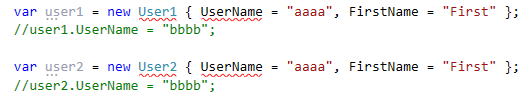 var user1 = new User1 { UserName = "aaaa", FirstName = "First" };
//user1.UserName = "bbbb";
var user2 = new User2 { UserName = "aaaa", FirstName = "First" };
//user2.UserName = "bbbb";